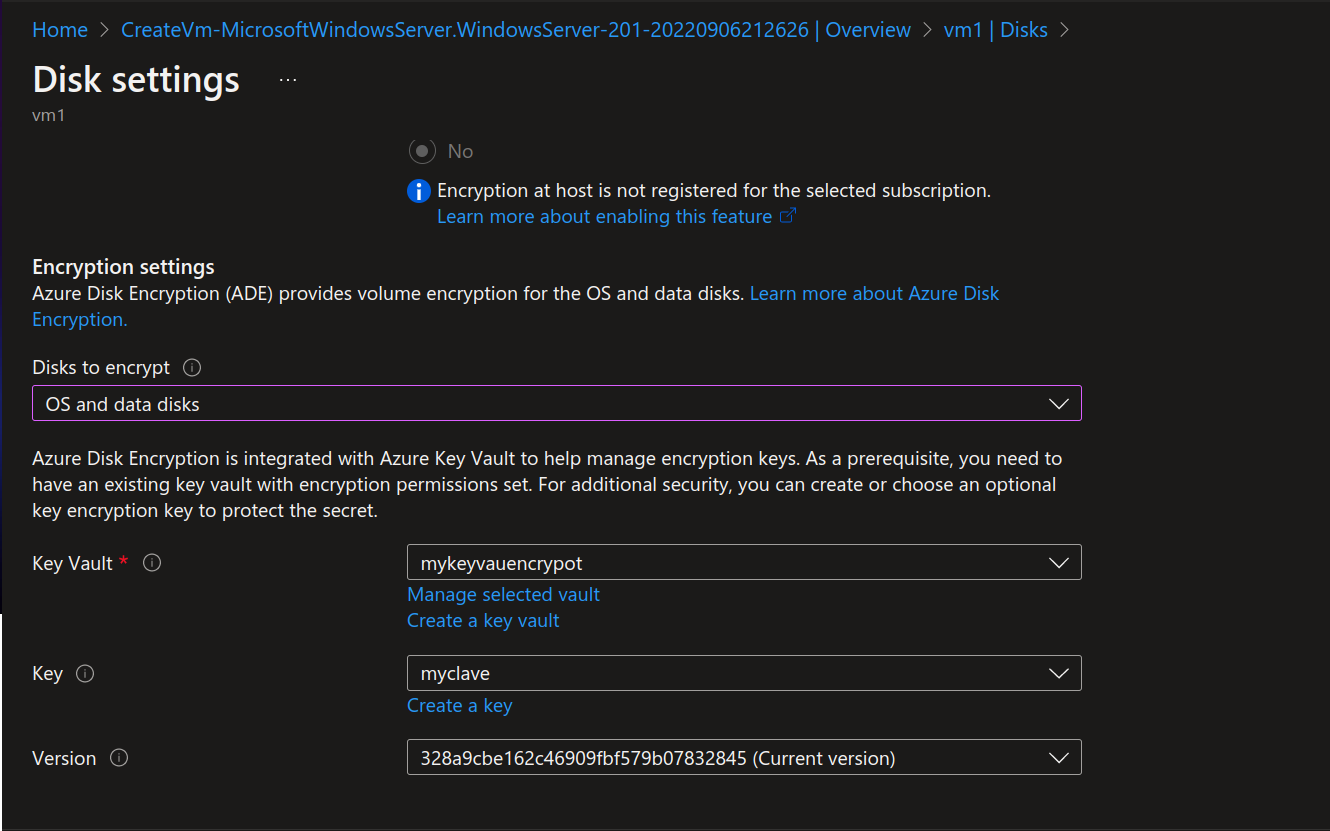 Home > CreateVm-MicrosoftWindowsServer.WindowsServer-201-20220906212626 | Overview > vm1 | Disks >
Disk settings ...
vm1
No
Encryption at host is not registered for the selected subscription.
Learn more about enabling this feature
Encryption settings
Azure Disk Encryption (ADE) provides volume encryption for the OS and data disks. Learn more about Azure Disk
Encryption.
Disks to encrypt
OS and data disks
Azure Disk Encryption is integrated with Azure Key Vault to help manage encryption keys. As a prerequisite, you need to
have an existing key vault with encryption permissions set. For additional security, you can create or choose an optional
key encryption key to protect the secret.
Key Vault *
mykeyvauencrypot
Manage selected vault
Create a key vault
Key
myclave
Create a key
Version
328a9cbe162c46909fbf579b07832845 (Current version)